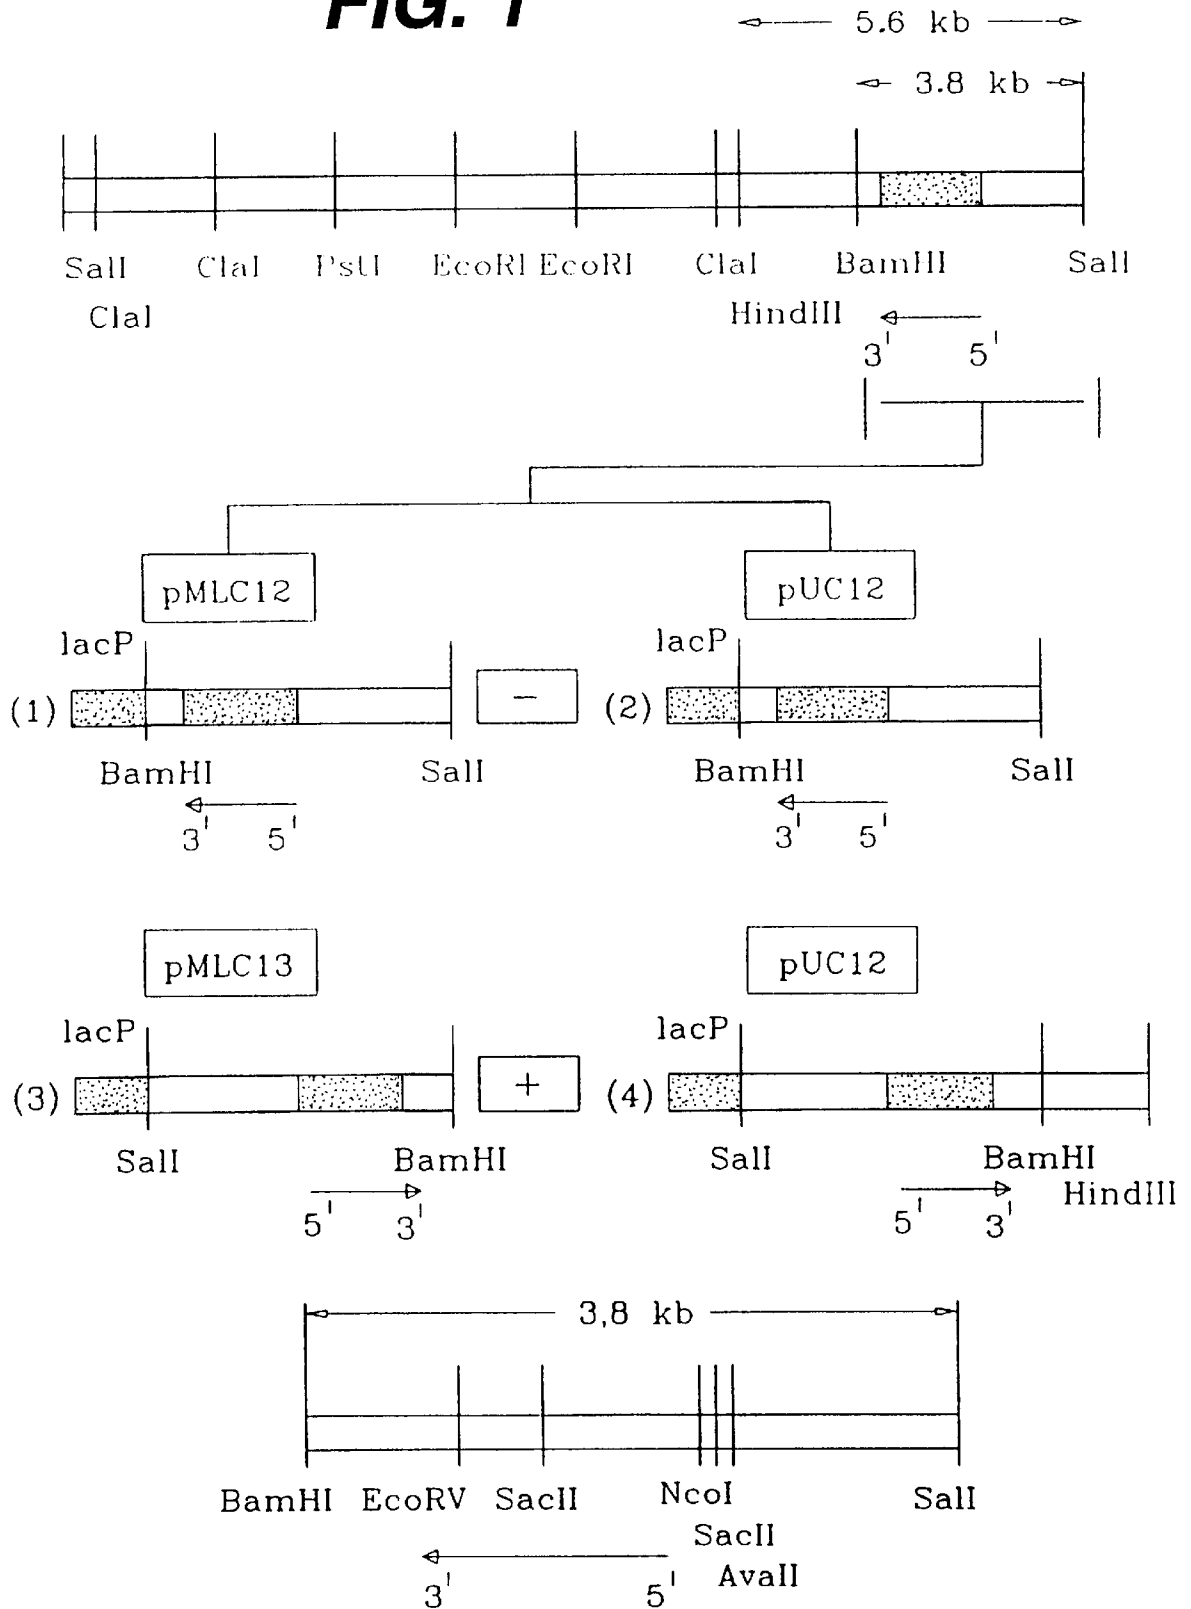 FIG. 1
5.6 kb
3.8 kb
SalI ClaI PstI EcoRI EcoRI ClaI BamHI SalI
ClaI HindIII
3' 5'
pMLC12 pUC12
lacP lacP
(1) − (2)
BamHI SalI BamHI SalI
3' 5' 3' 5'
pMLC13 pUC12
lacP lacP
(3) + (4)
SalI BamHI SalI BamHI
HindIII
5' 3' 5' 3'
3,8 kb
BamHI EcoRV SacII NcoI SalI
SacII
AvaII
3' 5'